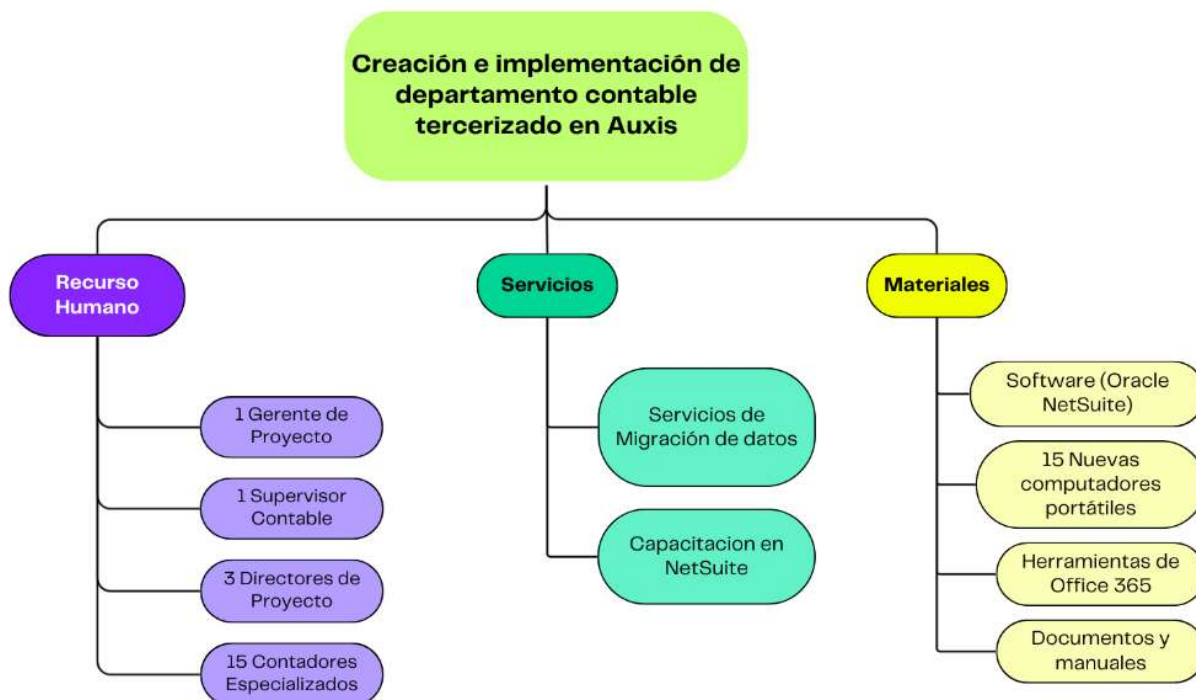 Creación e implementación de
departamento contable
tercerizado en Auxis
Recurso
Humano
1 Gerente de
Proyecto
1 Supervisor
Contable
3 Directores de
Proyecto
15 Contadores
Especializados
Servicios
Servicios de
Migración de datos
Capacitacion en
NetSuite
Materiales
Software (Oracle
NetSuite)
15 Nuevas
computadores
portátiles
Herramientas de
Office 365
Documentos y
manuales